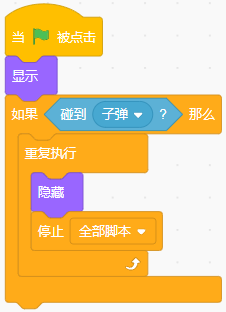 当 被点击
显示
如果 碰到 子弹 ? 那么
重复执行
隐藏
停止 全部脚本